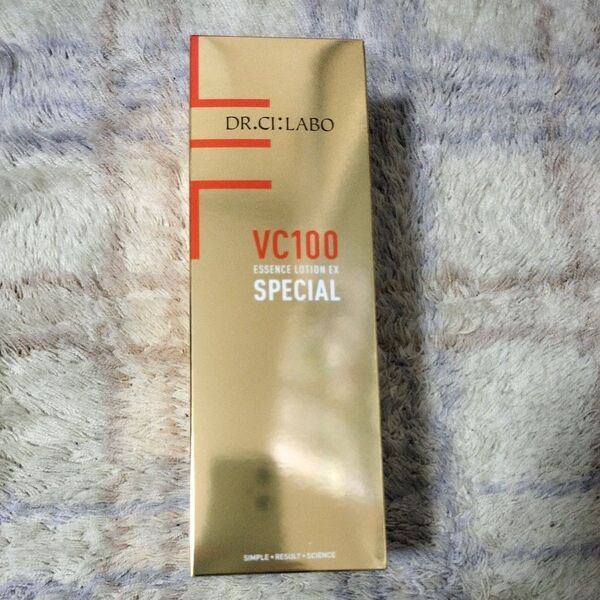 DR.CI:LABO
VC100
ESSENCE LOTION EX
SPECIAL
SIMPLE • RESULT • SCIENCE